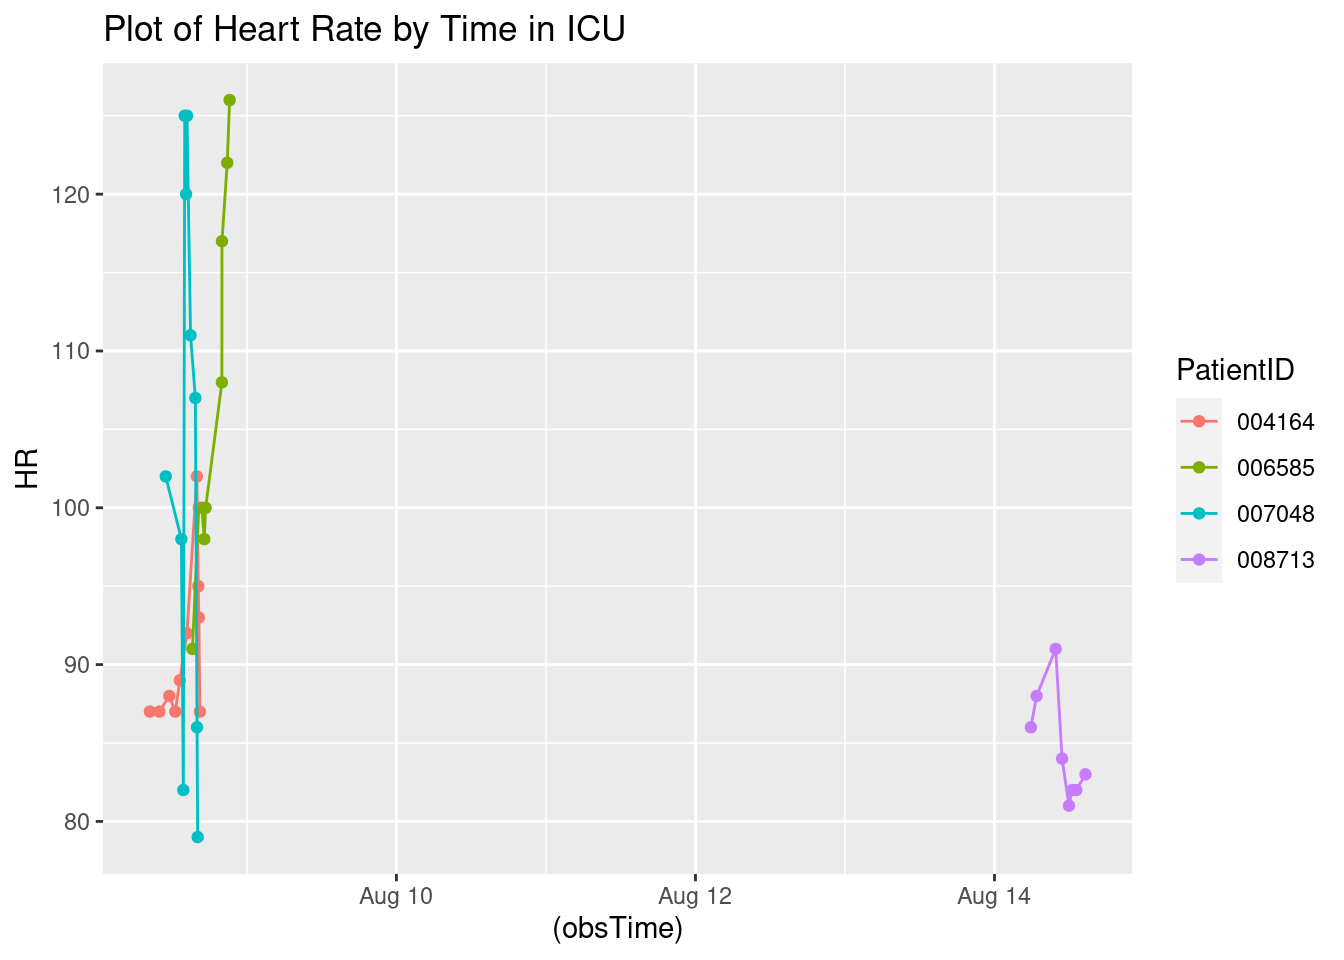 Plot of Heart Rate by Time in ICU
HR
120
110
100
90
80
Aug 10
Aug 12
Aug 14
(obsTime)
PatientID
004164
006585
007048
008713